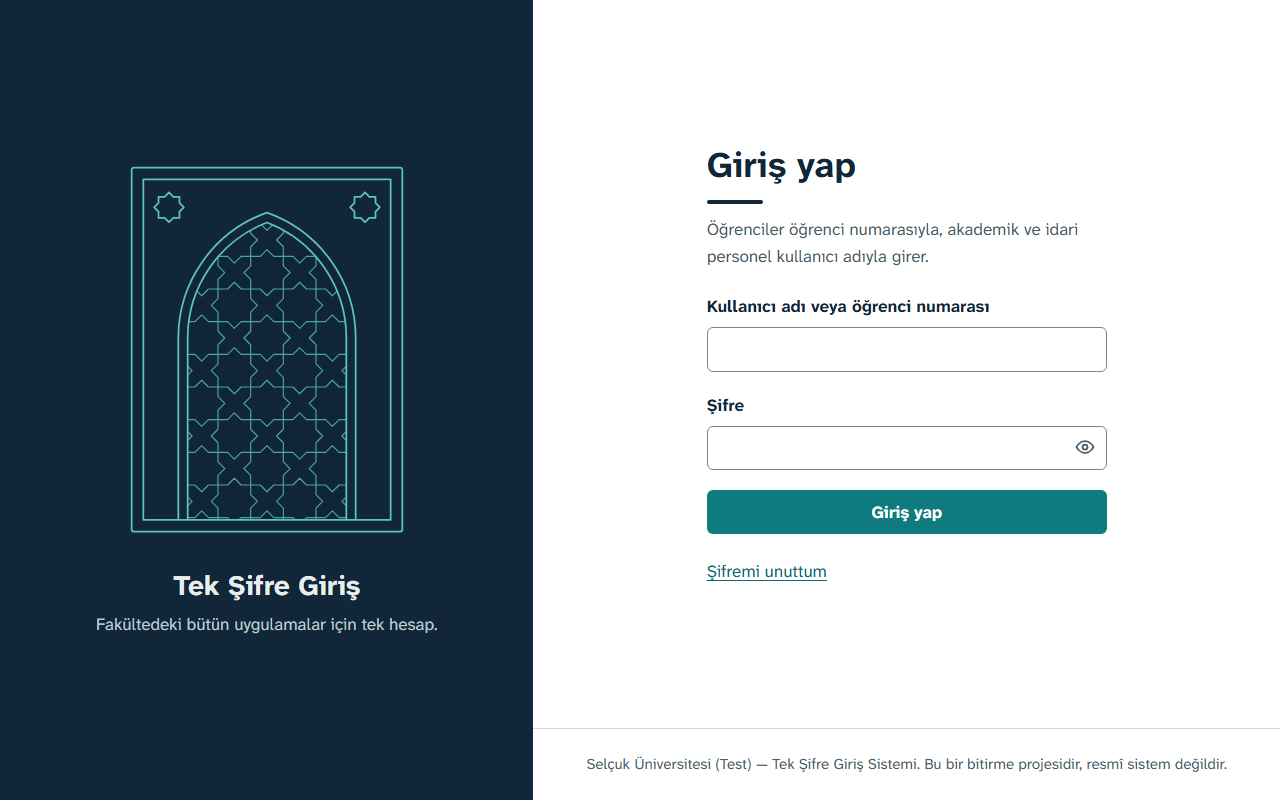 Tek Şifre Giriş
Fakültedeki bütün uygulamalar için tek hesap.
Giriş yap
Öğrenciler öğrenci numarasıyla, akademik ve idari
personel kullanıcı adıyla girer.
Kullanıcı adı veya öğrenci numarası
Şifre
Giriş yap
Şifremi unuttum
Selçuk Üniversitesi (Test) — Tek Şifre Giriş Sistemi. Bu bir bitirme projesidir, resmî sistem değildir.